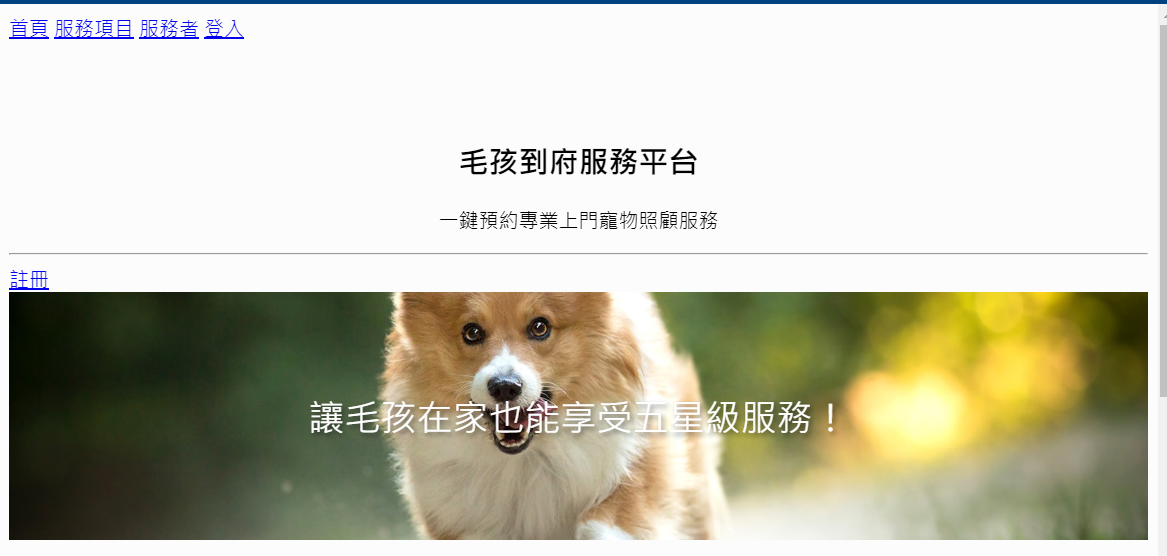 首頁 服務項目 服務者 登入
毛孩到府服務平台
一鍵預約專業上門寵物照顧服務
註冊
讓毛孩在家也能享受五星級服務！